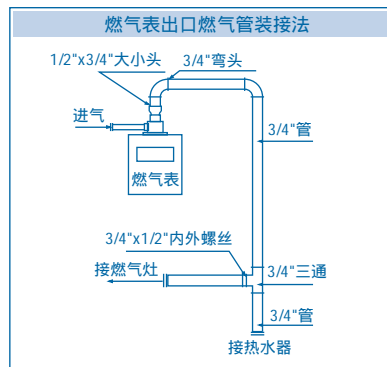 燃气表出口燃气管装接法
1/2"x3/4"大小头
3/4"弯头
进气
3/4"管
燃气表
3/4"x1/2"内外螺丝
接燃气灶
3/4"三通
3/4"管
接热水器